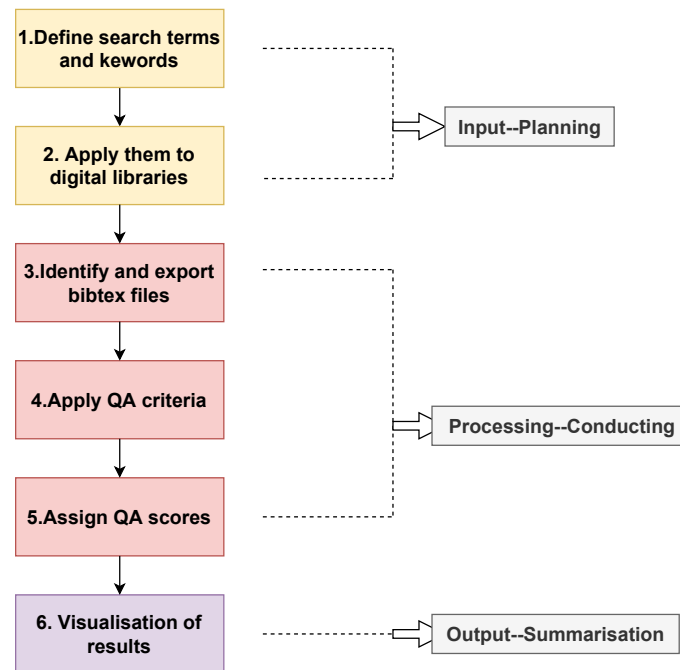 1.Define search terms
and kewords
Input--Planning
2. Apply them to
digital libraries
3.Identify and export
bibtex files
4.Apply QA criteria
Processing--Conducting
5.Assign QA scores
6. Visualisation of
results
Output--Summarisation